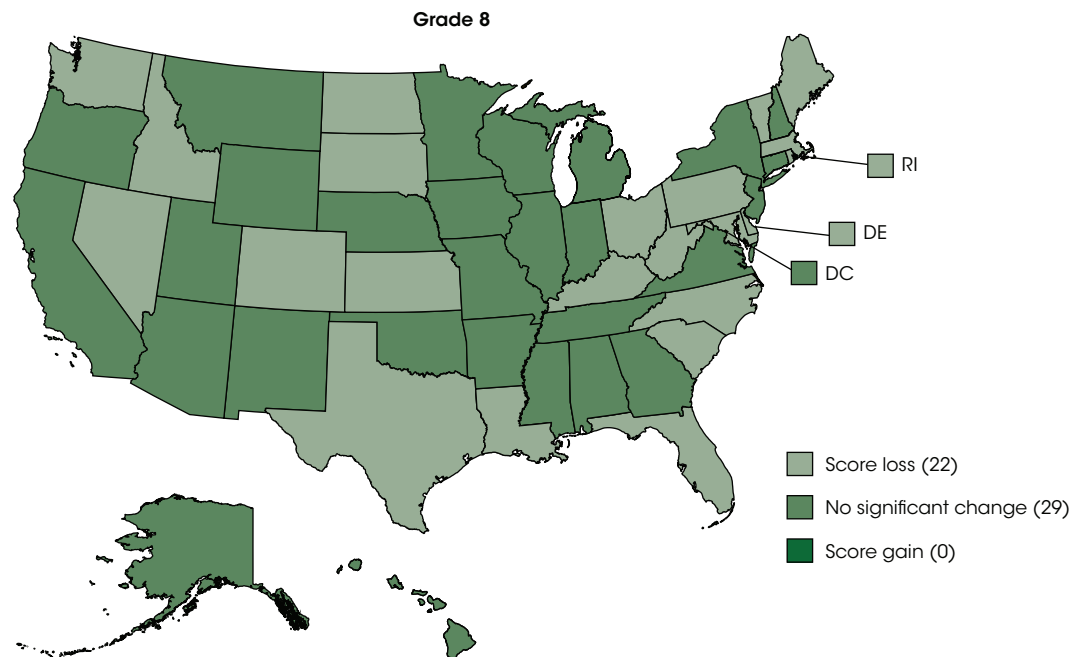 Grade 8
RI
DE
DC
Score loss (22)
No significant change (29)
Score gain (0)